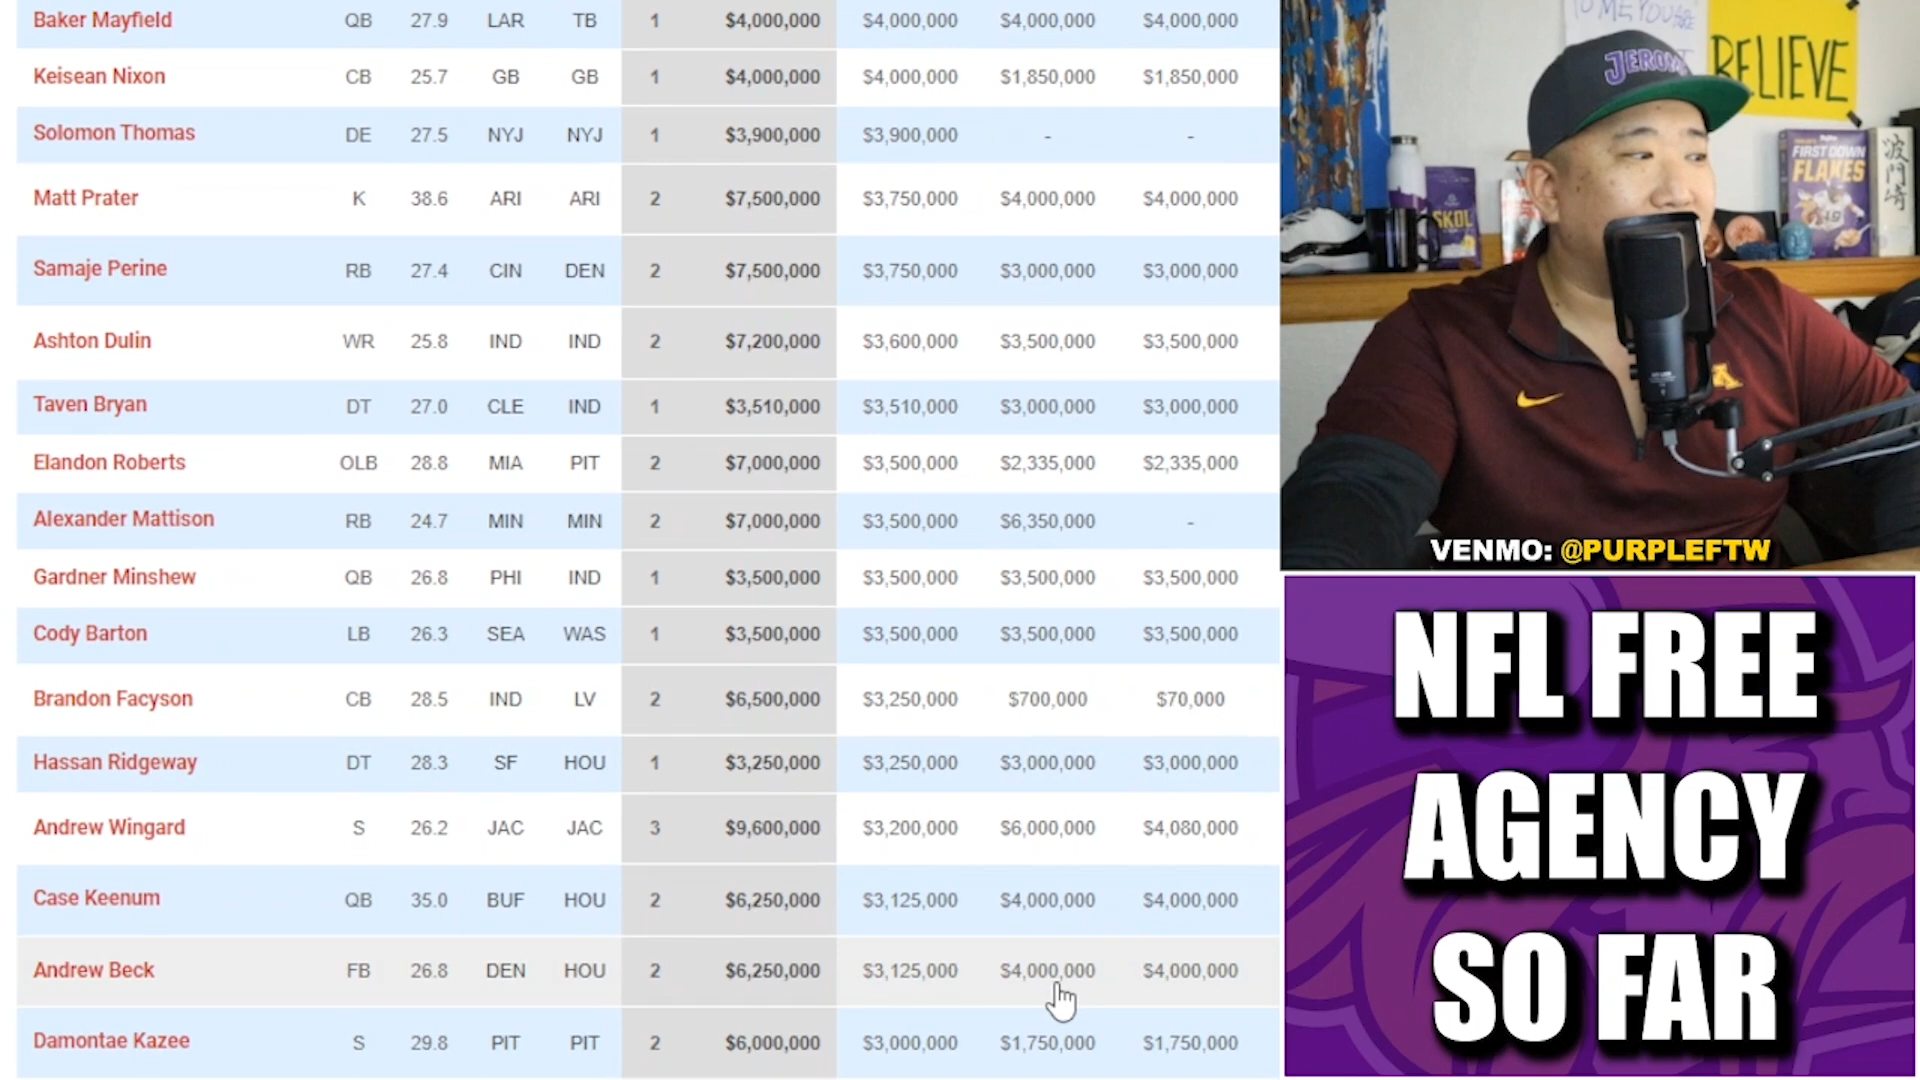 Baker Mayfield QB 27.9 LAR TB 1 $4,000,000 $4,000,000 $4,000,000 $4,000,000
Keisean Nixon CB 25.7 GB GB 1 $4,000,000 $4,000,000 $1,850,000 $1,850,000
Solomon Thomas DE 27.5 NYJ NYJ 1 $3,900,000 $3,900,000 - -
Matt Prater K 38.6 ARI ARI 2 $7,500,000 $3,750,000 $4,000,000 $4,000,000
Samaje Perine RB 27.4 CIN DEN 2 $7,500,000 $3,750,000 $3,000,000 $3,000,000
Ashton Dulin WR 25.8 IND IND 2 $7,200,000 $3,600,000 $3,500,000 $3,500,000
Taven Bryan DT 27.0 CLE IND 1 $3,510,000 $3,510,000 $3,000,000 $3,000,000
Elandon Roberts OLB 28.8 MIA PIT 2 $7,000,000 $3,500,000 $2,335,000 $2,335,000
Alexander Mattison RB 24.7 MIN MIN 2 $7,000,000 $3,500,000 $6,350,000 -
Gardner Minshew QB 26.8 PHI IND 1 $3,500,000 $3,500,000 $3,500,000 $3,500,000
Cody Barton LB 26.3 SEA WAS 1 $3,500,000 $3,500,000 $3,500,000 $3,500,000
Brandon Facyson CB 28.5 IND LV 2 $6,500,000 $3,250,000 $700,000 $70,000
Hassan Ridgeway DT 28.3 SF HOU 1 $3,250,000 $3,250,000 $3,000,000 $3,000,000
Andrew Wingard S 26.2 JAC JAC 3 $9,600,000 $3,200,000 $6,000,000 $4,080,000
Case Keenum QB 35.0 BUF HOU 2 $6,250,000 $3,125,000 $4,000,000 $4,000,000
Andrew Beck FB 26.8 DEN HOU 2 $6,250,000 $3,125,000 $4,000,000 $4,000,000
Damontae Kazee S 29.8 PIT PIT 2 $6,000,000 $3,000,000 $1,750,000 $1,750,000
TO ME YOU ARE
BELIEVE
FIRST DOWN
FLAKES
SKOL
VENMO: @PURPLEFTW
NFL FREE
AGENCY
SO FAR